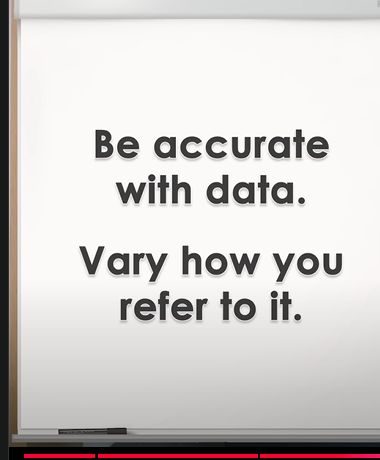 Be accurate
with data.
Vary how you
refer to it.